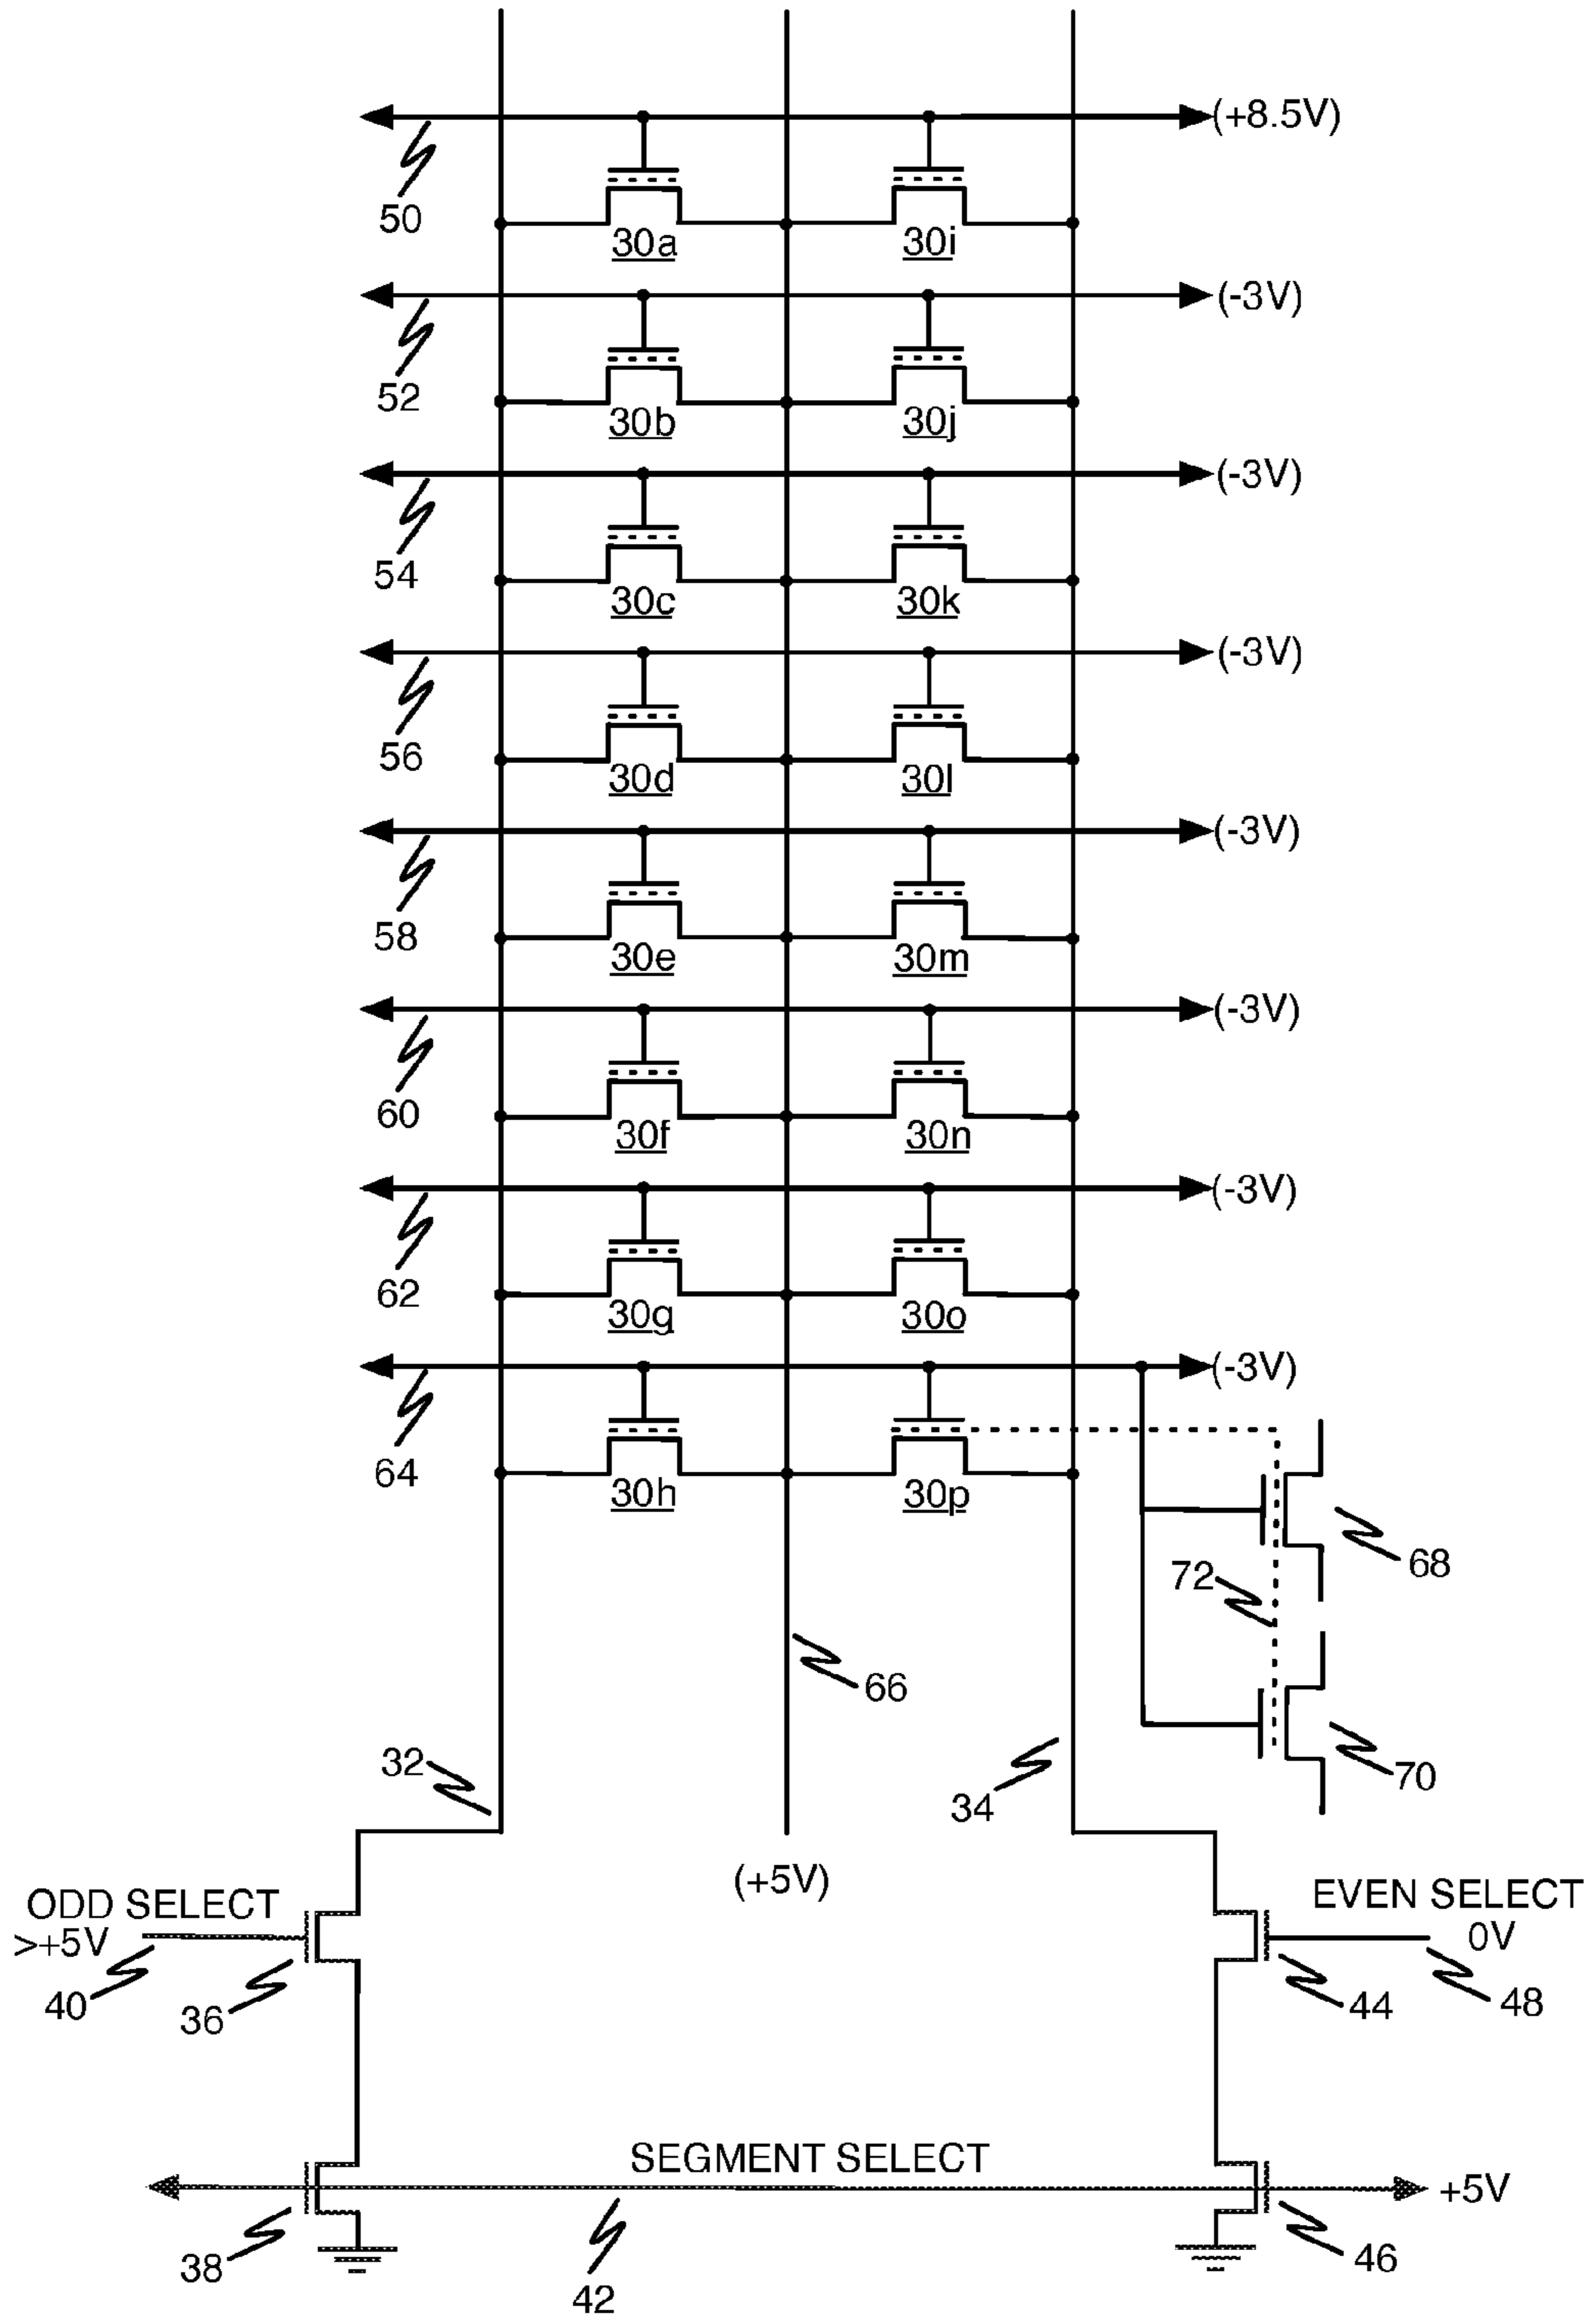 (+8.5V)
50
30a
30i
(-3V)
52
30b
30j
(-3V)
54
30c
30k
(-3V)
56
30d
30l
(-3V)
58
30e
30m
(-3V)
60
30f
30n
(-3V)
62
30g
30o
(-3V)
64
30h
30p
68
72
66
32
34
70
(+5V)
ODD SELECT
>+5V
EVEN SELECT
0V
40
36
44
48
SEGMENT SELECT
+5V
38
42
46